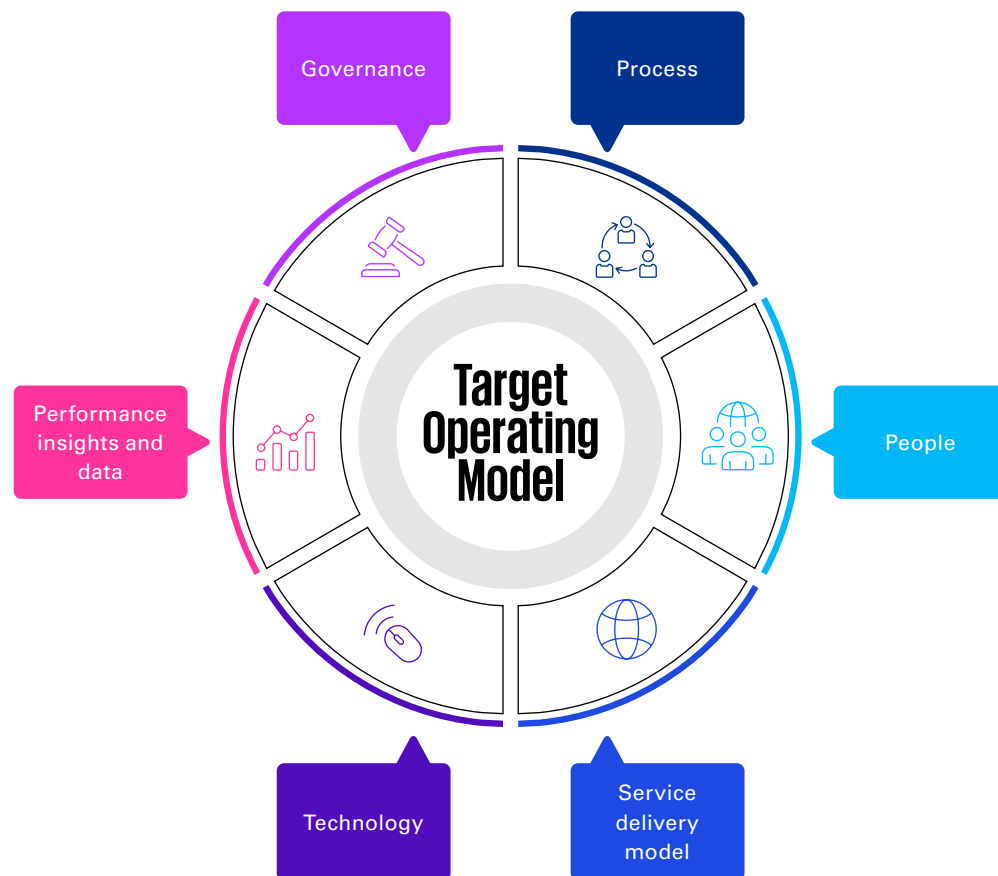 Governance
Process
Performance
insights and
data
Target
Operating
Model
People
Technology
Service
delivery
model